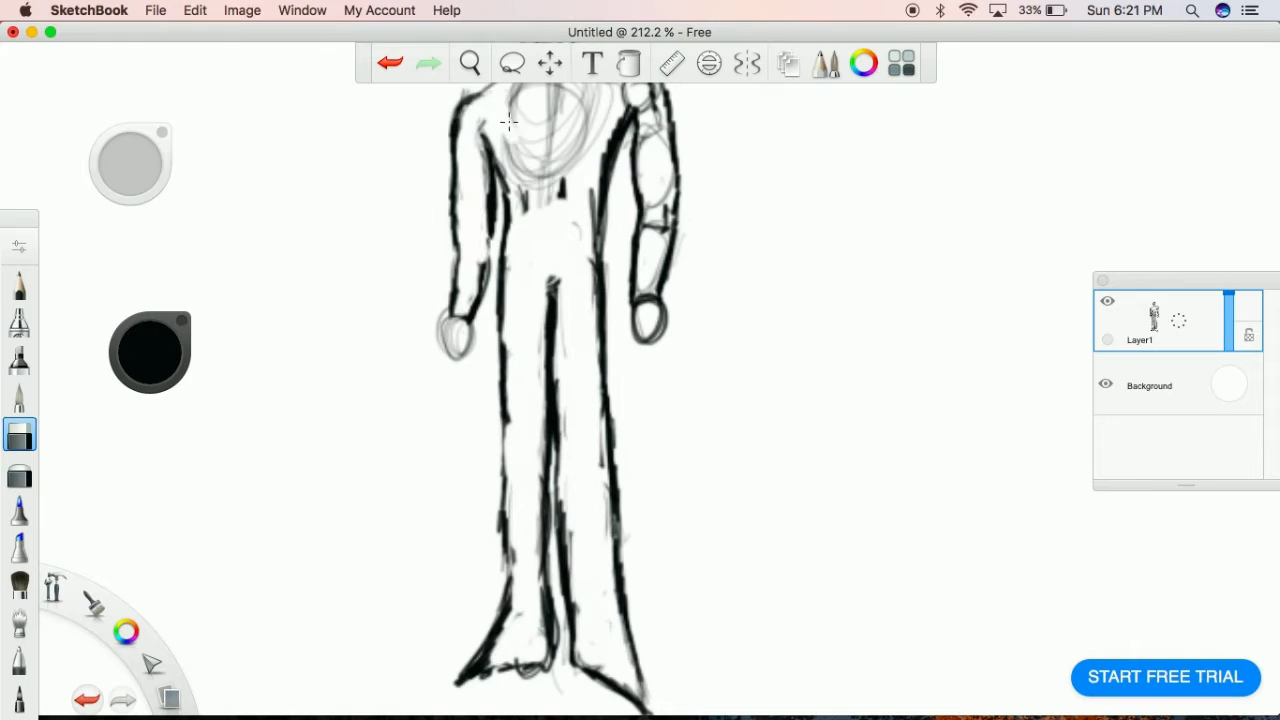 SketchBook File Edit Image Window My Account Help 33% Sun 6:21 PM
Untitled @ 212.2 % - Free
T
Layer1
Background
START FREE TRIAL